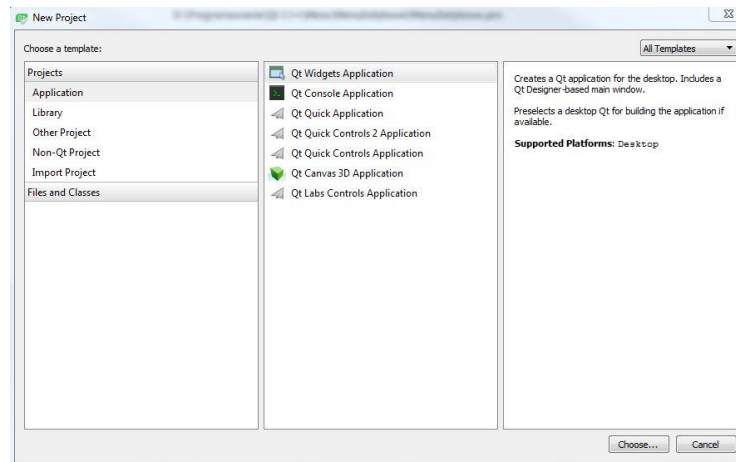 New Project
Choose a template:
All Templates
Projects
Application
Library
Other Project
Non-Qt Project
Import Project
Files and Classes
Qt Widgets Application
Qt Console Application
Qt Quick Application
Qt Quick Controls 2 Application
Qt Quick Controls Application
Qt Canvas 3D Application
Qt Labs Controls Application
Creates a Qt application for the desktop. Includes a
Qt Designer-based main window.
Preselects a desktop Qt for building the application if
available.
Supported Platforms: Desktop
Choose...
Cancel